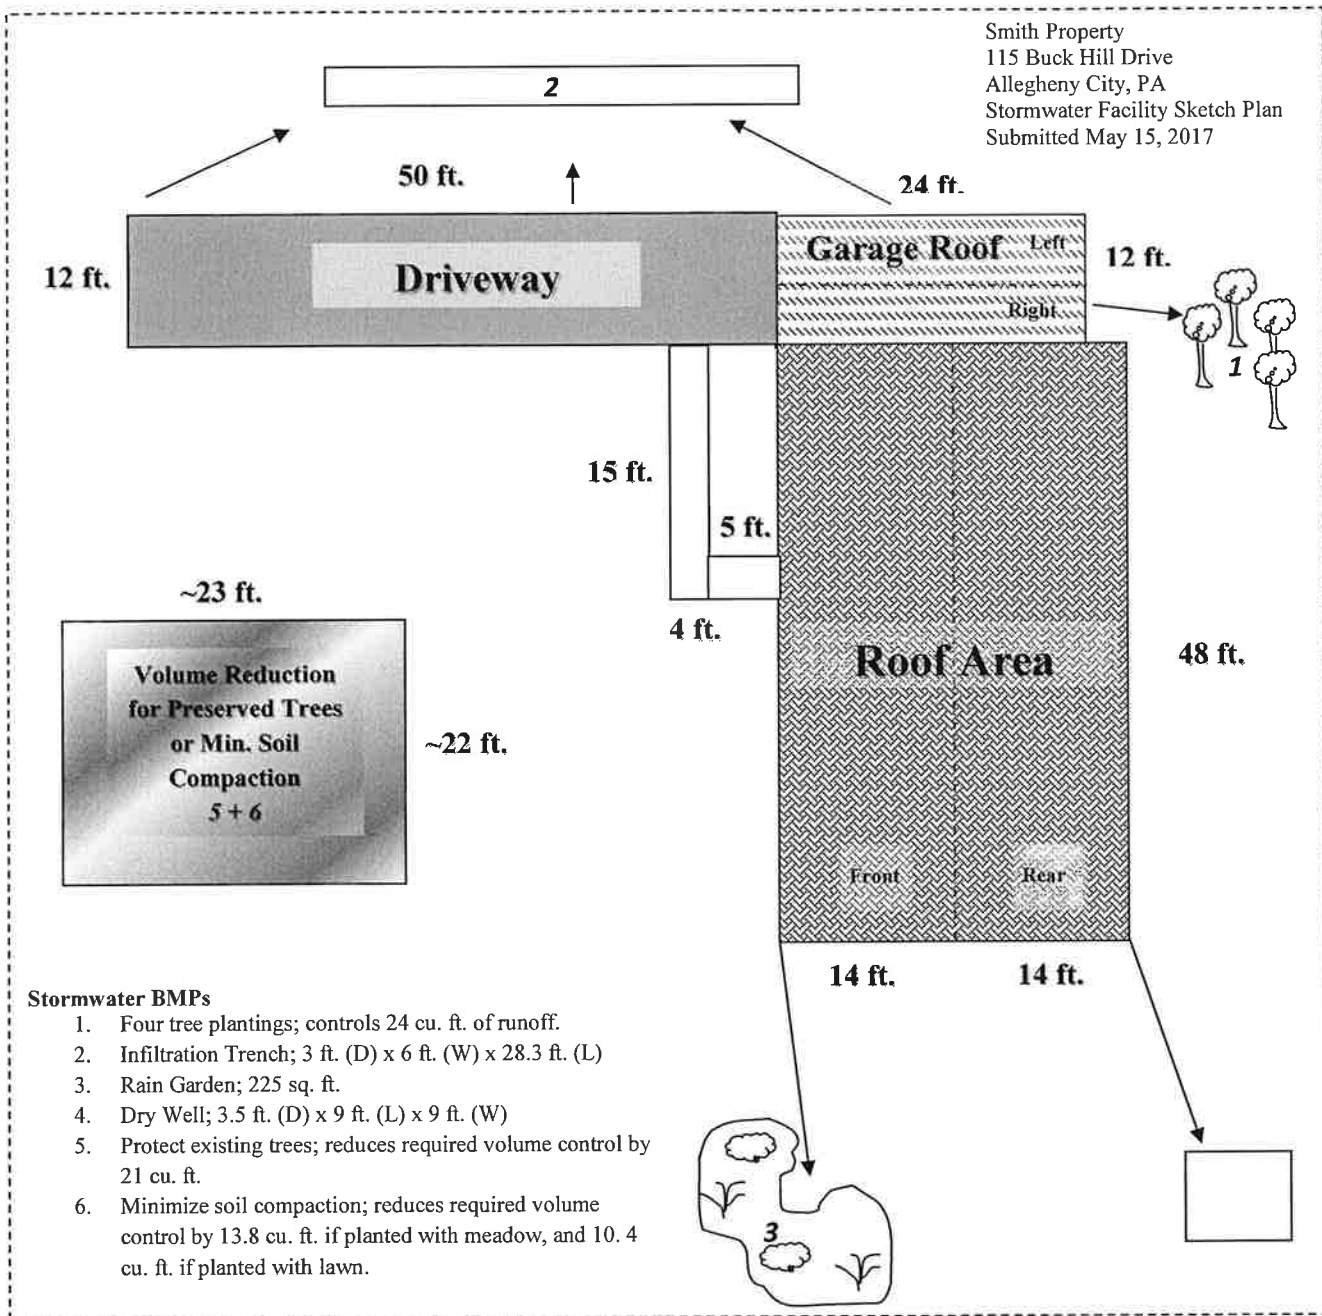 Smith Property
115 Buck Hill Drive
Allegheny City, PA
Stormwater Facility Sketch Plan
Submitted May 15, 2017
2
50 ft.
24 ft.
12 ft.
Driveway
Garage Roof
Left
Right
12 ft.
1
15 ft.
5 ft.
4 ft.
~23 ft.
Volume Reduction
for Preserved Trees
or Min. Soil
Compaction
5 + 6
~22 ft.
Roof Area
48 ft.
Front
Rear
14 ft.
14 ft.
Stormwater BMPs
1. Four tree plantings; controls 24 cu. ft. of runoff.
2. Infiltration Trench; 3 ft. (D) x 6 ft. (W) x 28.3 ft. (L)
3. Rain Garden; 225 sq. ft.
4. Dry Well; 3.5 ft. (D) x 9 ft. (L) x 9 ft. (W)
5. Protect existing trees; reduces required volume control by
21 cu. ft.
6. Minimize soil compaction; reduces required volume
control by 13.8 cu. ft. if planted with meadow, and 10. 4
cu. ft. if planted with lawn.
3